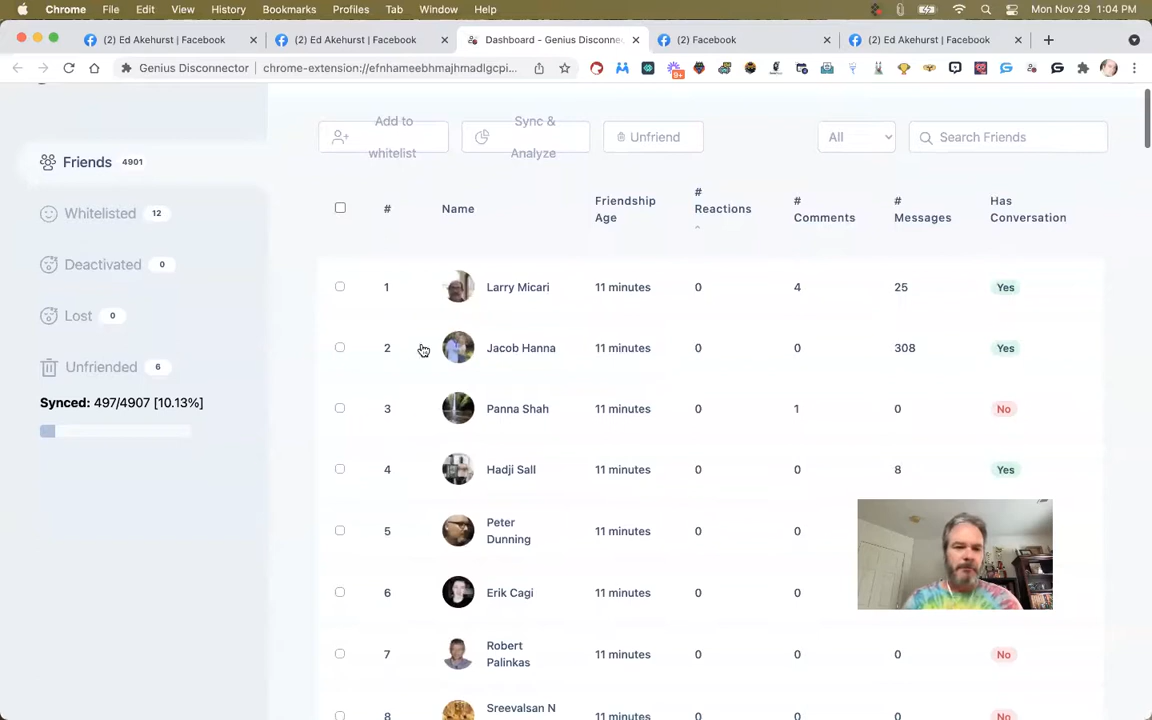 Chrome File Edit View History Bookmarks Profiles Tab Window Help Mon Nov 29 1:04 PM
(2) Ed Akehurst | Facebook (2) Ed Akehurst | Facebook Dashboard - Genius Disconne (2) Facebook (2) Ed Akehurst | Facebook
Genius Disconnector chrome-extension://efnhameebhmajhmadlgcpi... 9+
Add to whitelist
Sync & Analyze
Unfriend
All
Search Friends
Friends 4901
Whitelisted 12
Deactivated 0
Lost 0
Unfriended 6
Synced: 497/4907 [10.13%]
# Name Friendship Age # Reactions # Comments # Messages Has Conversation
1 Larry Micari 11 minutes 0 4 25 Yes
2 Jacob Hanna 11 minutes 0 0 308 Yes
3 Panna Shah 11 minutes 0 1 0 No
4 Hadji Sall 11 minutes 0 0 8 Yes
5 Peter Dunning 11 minutes 0 0
6 Erik Cagi 11 minutes 0 0
7 Robert Palinkas 11 minutes 0 0 0 No
8 Sreevalsan N 11 minutes 0 0 0 No